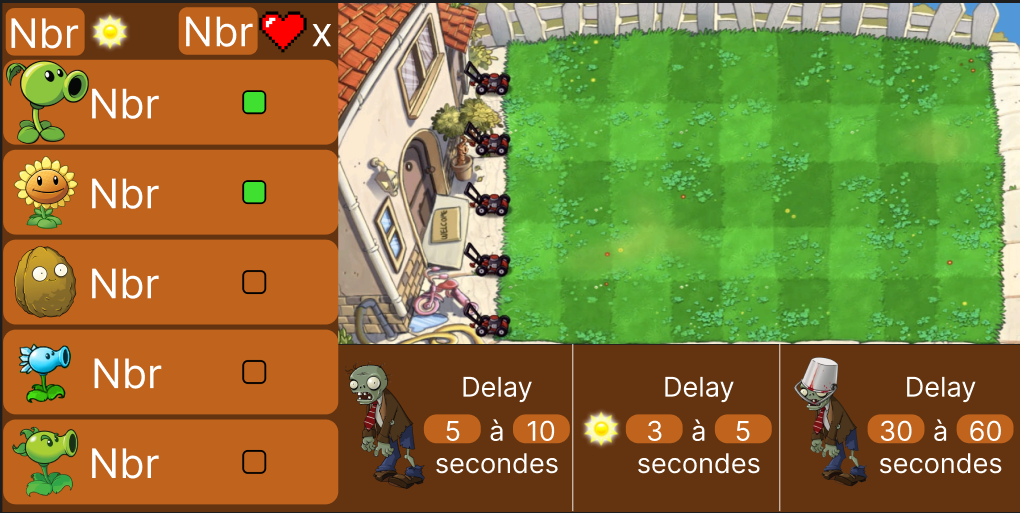 Nbr Nbr x
Nbr
Nbr
Nbr
Nbr
Nbr
WELCOME
Delay
5 à 10
secondes
Delay
3 à 5
secondes
Delay
30 à 60
secondes